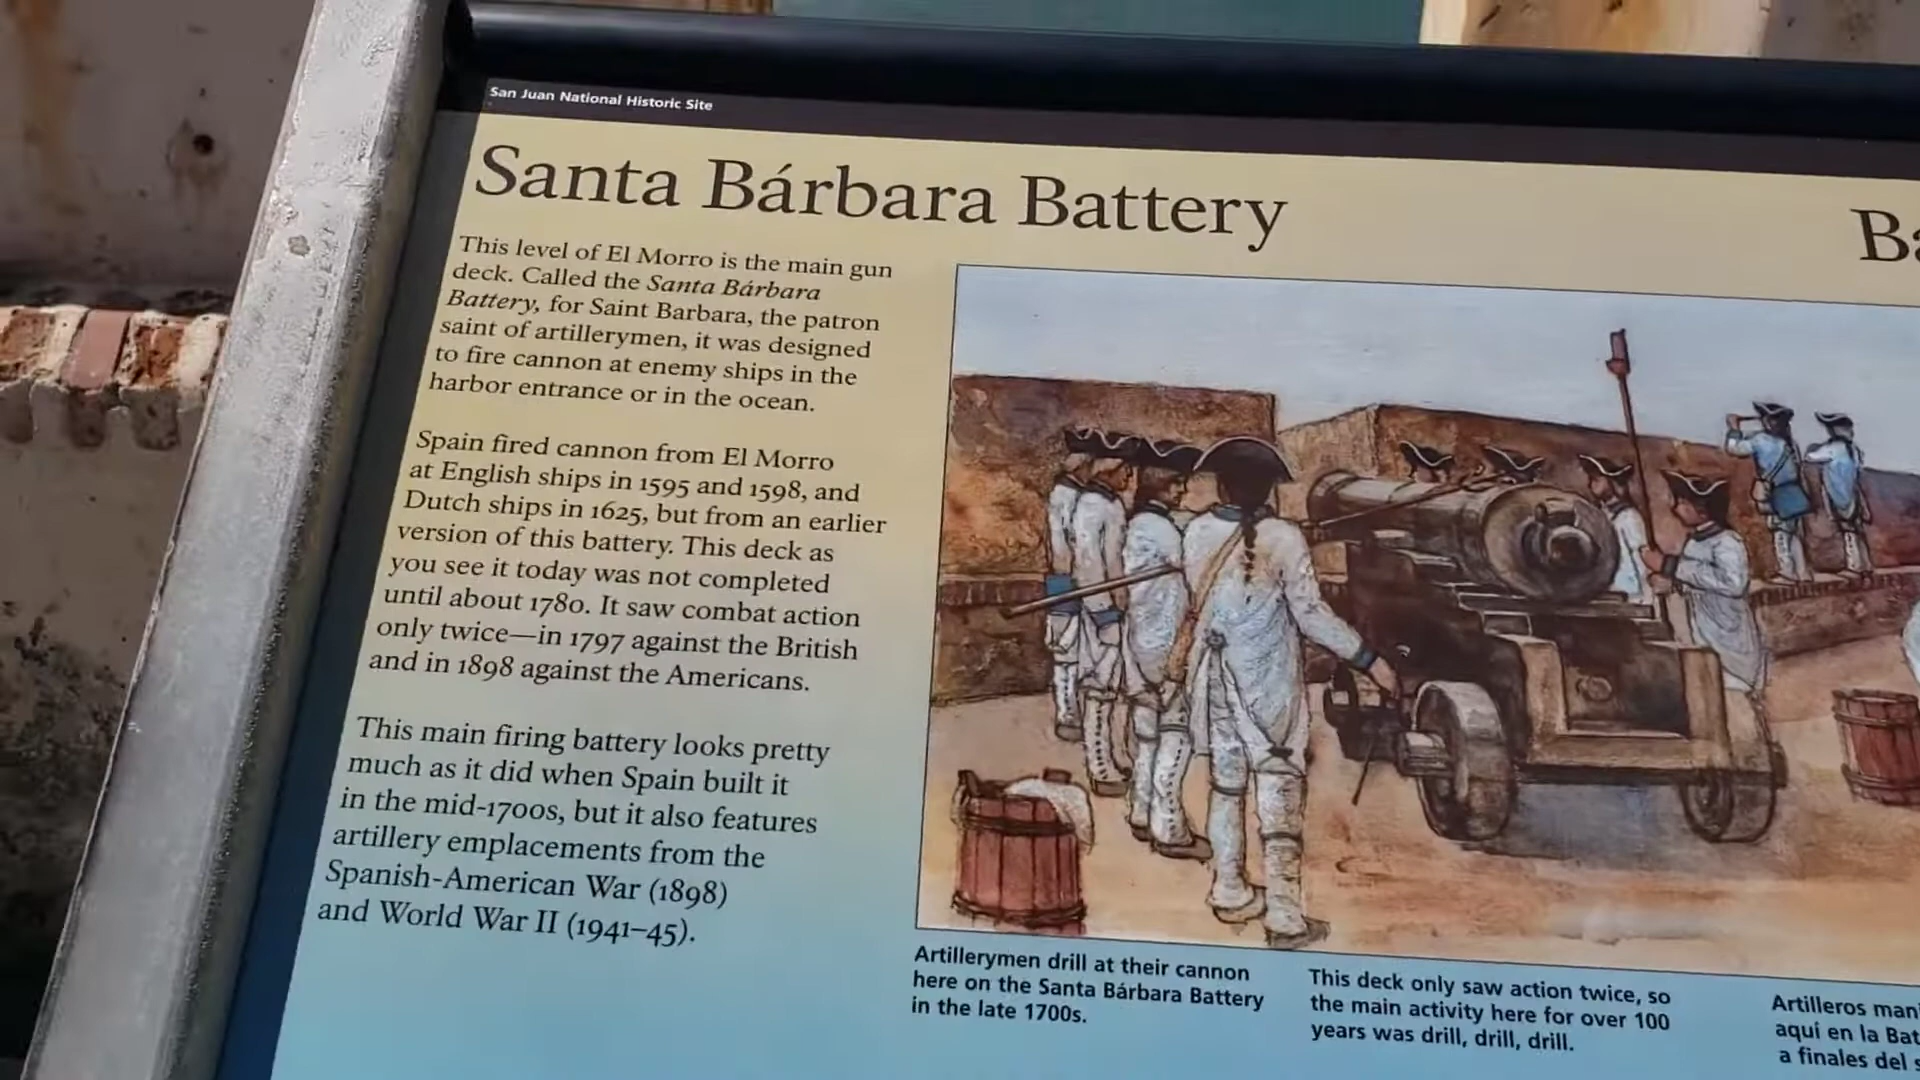 San Juan National Historic Site
Santa Bárbara Battery
This level of El Morro is the main gun
deck. Called the Santa Bárbara
Battery, for Saint Barbara, the patron
saint of artillerymen, it was designed
to fire cannon at enemy ships in the
harbor entrance or in the ocean.
Spain fired cannon from El Morro
at English ships in 1595 and 1598, and
Dutch ships in 1625, but from an earlier
version of this battery. This deck as
you see it today was not completed
until about 1780. It saw combat action
only twice—in 1797 against the British
and in 1898 against the Americans.
This main firing battery looks pretty
much as it did when Spain built it
in the mid-1700s, but it also features
artillery emplacements from the
Spanish-American War (1898)
and World War II (1941–45).
Artillerymen drill at their cannon
here on the Santa Bárbara Battery
in the late 1700s.
This deck only saw action twice, so
the main activity here for over 100
years was drill, drill, drill.
Artilleros
aquí en la
a finales del